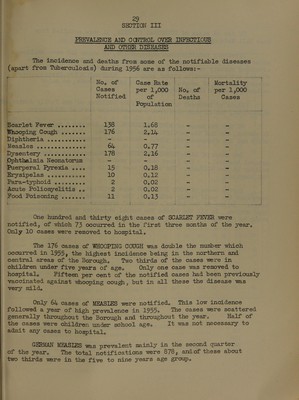 29
SECTION III
PREVALENCE AND CONTROL OVER INFECTIOUS
AND OTHER DISEASES
The incidence and deaths from some of the notifiable diseases
(apart from Tuberculosis) during 1956 are as follows:-
No. of Cases Notified | Case Rate per 1,000 of Population | No. of Deaths | Mortality per 1,000 Cases
Scarlet Fever ....... 138 1,68 - -
Whooping Cough ....... 176 2,14 - -
Diphtheria ........... - - - -
Measles .............. 64 0,77 - -
Dysentery ............ 178 2,16 - -
Ophthalmia Neonatorum - - - -
Puerperal Pyrexia .... 15 0,18 - -
Erysipelas ........... 10 0,12 - -
Para-typhoid ......... 2 0,02 - -
Acute Poliomyelitis .. 2 0,02 - -
Food Poisoning ....... 11 0,13 - -
One hundred and thirty eight cases of SCARLET FEVER were
notified, of which 73 occurred in the first three months of the year.
Only 10 cases were removed to hospital.
The 176 cases of WHOOPING COUGH was double the number which
occurred in 1955, the highest incidence being in the northern and
central areas of the Borough. Two thirds of the cases were in
children under five years of age. Only one case was removed to
hospital. Fifteen per cent of the notified cases had been previously
vaccinated against whooping cough, but in all these the disease was
very mild.
Only 64 cases of MEASLES were notified. This low incidence
followed a year of high prevalence in 1955. The cases were scattered
generally throughout the Borough and throughout the year. Half of
the cases were children under school age. It was not necessary to
admit any cases to hospital.
GERMAN MEASLES was prevalent mainly in the second quarter
of the year. The total notifications were 878, and of these about
two thirds were in the five to nine years age group.